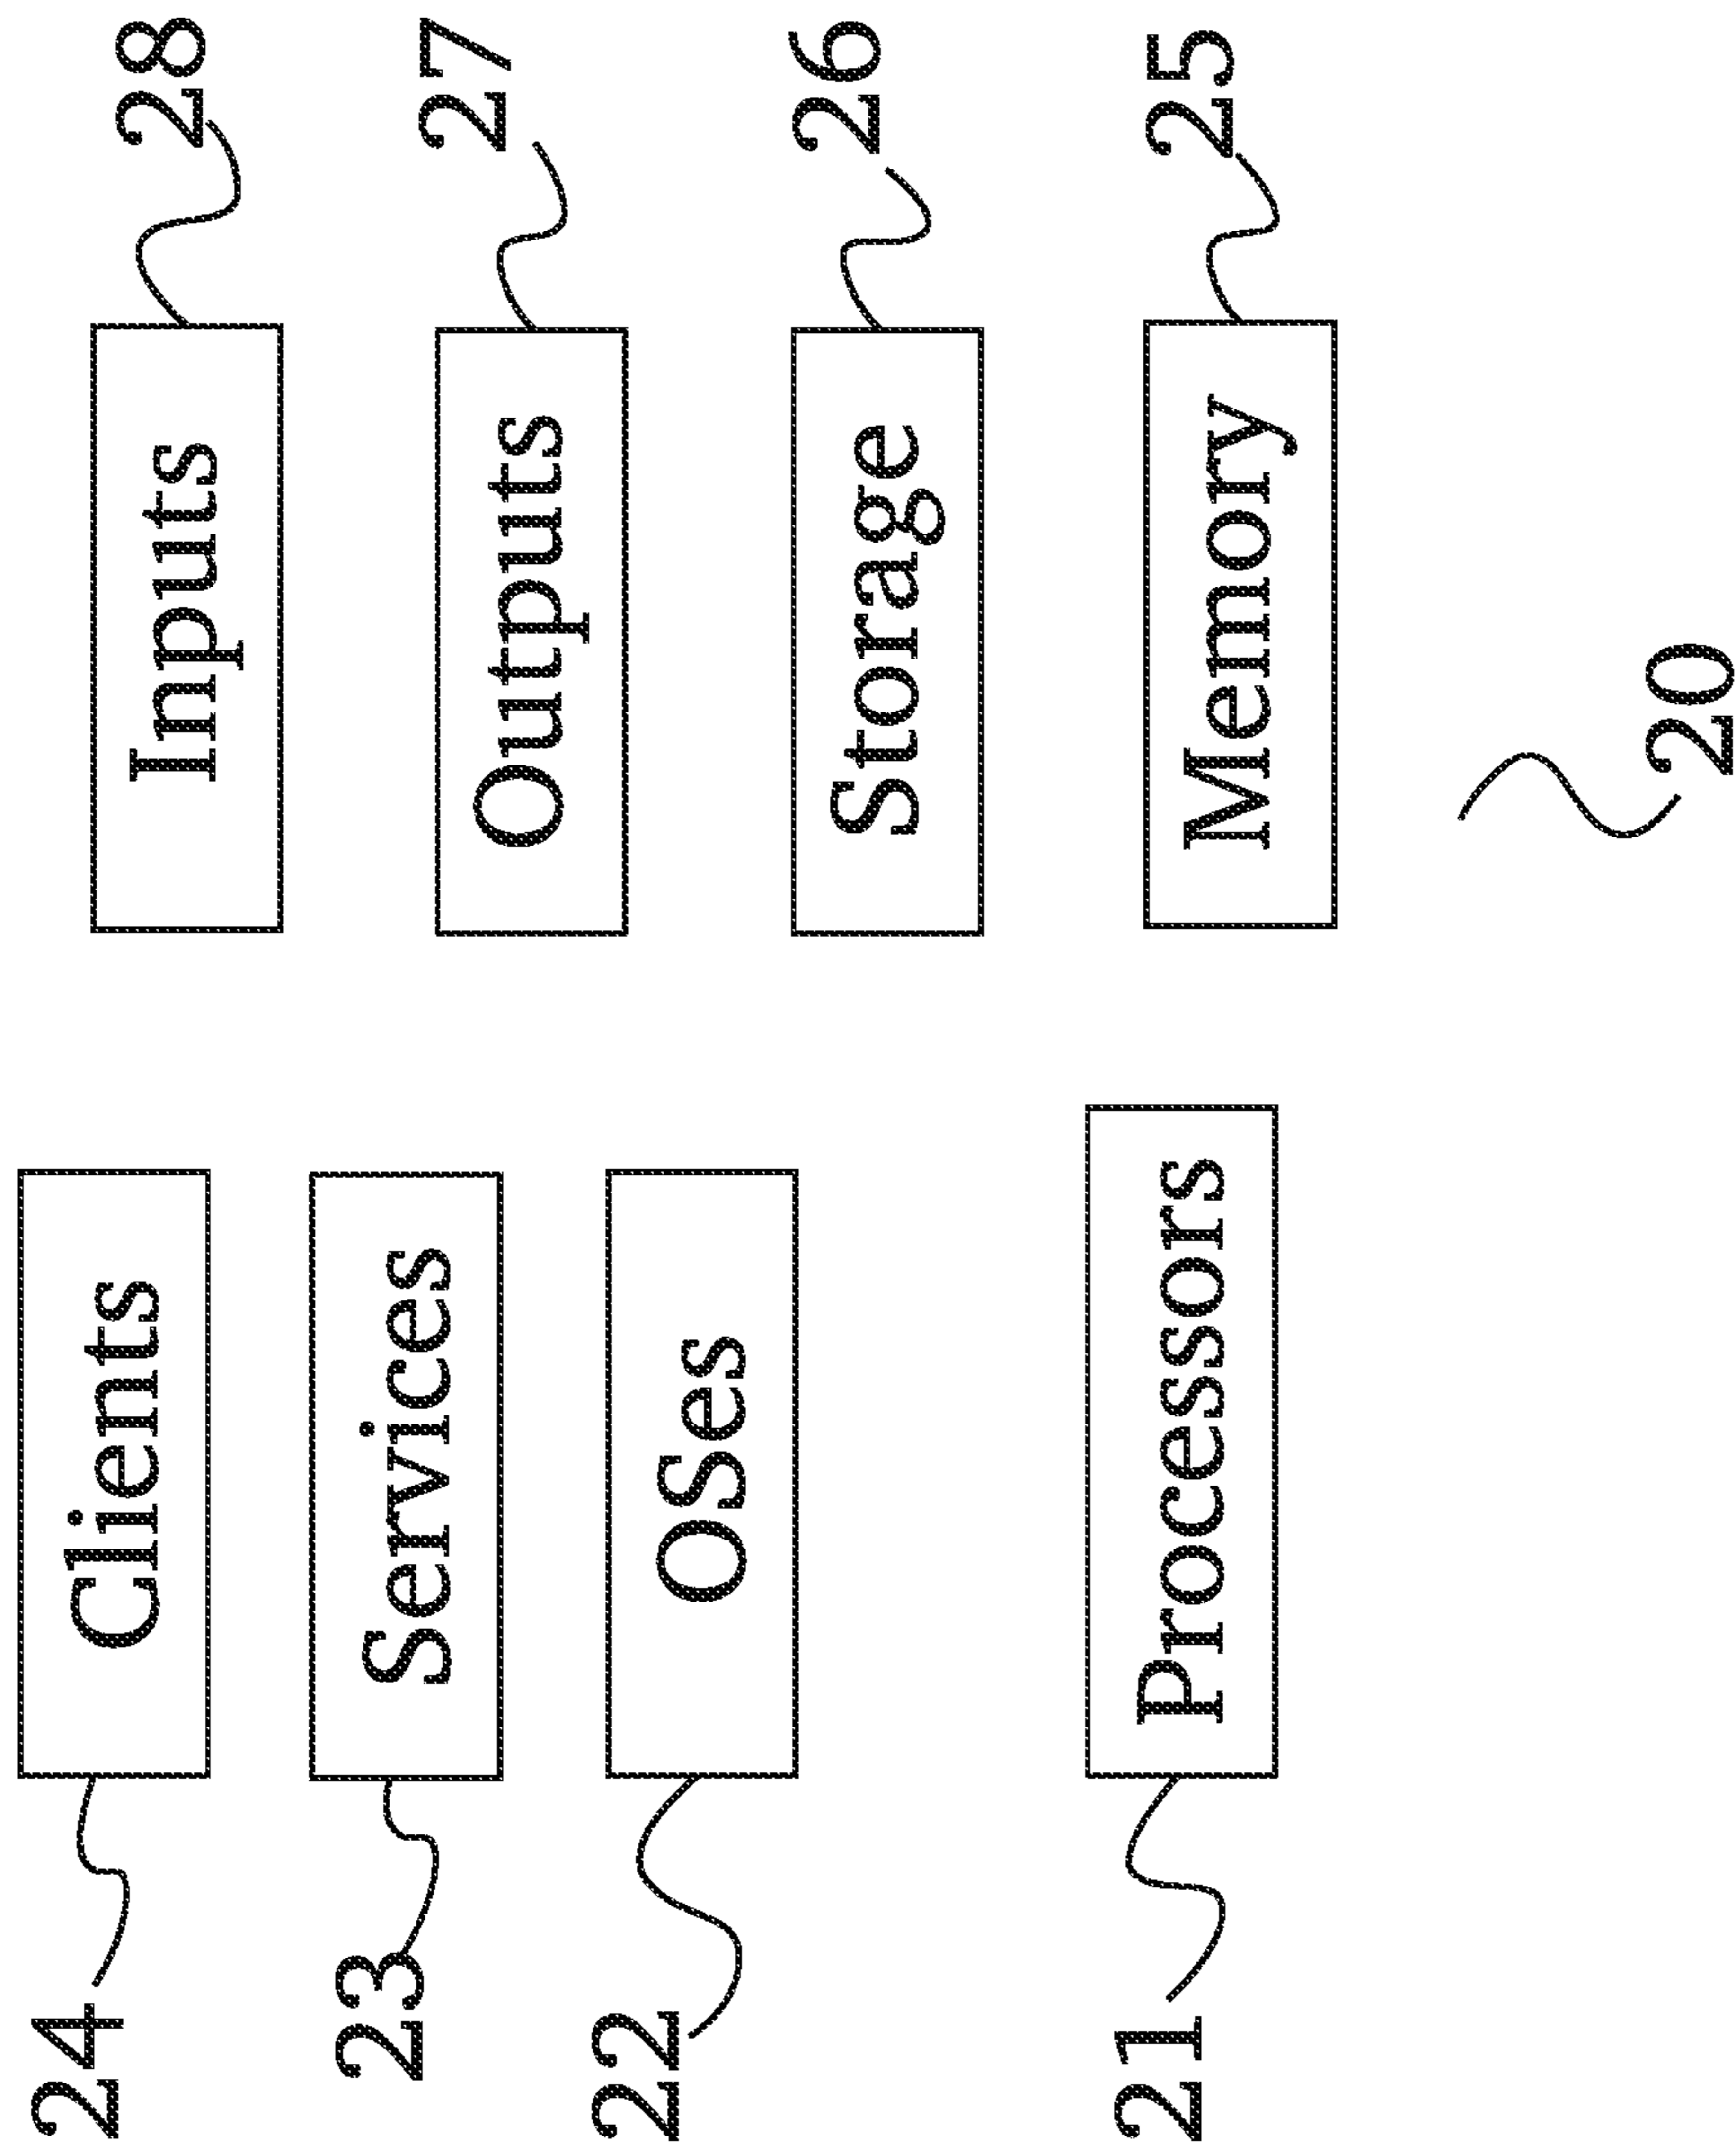 24
Clients
Inputs
28
23
Services
Outputs
27
22
OSes
Storage
26
21
Processors
Memory
25
20